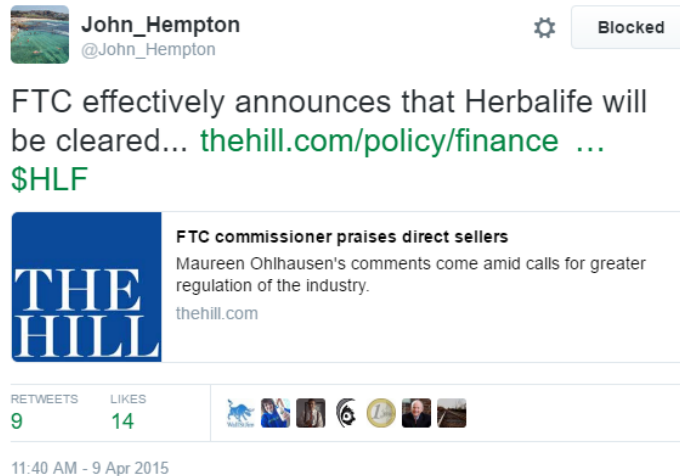 John_Hempton
Blocked
@John_Hempton
FTC effectively announces that Herbalife will
be cleared... thehill.com/policy/finance ...
$HLF
THE
HILL
FTC commissioner praises direct sellers
Maureen Ohlhausen's comments come amid calls for greater
regulation of the industry.
thehill.com
RETWEETS LIKES
9 14
11:40 AM - 9 Apr 2015